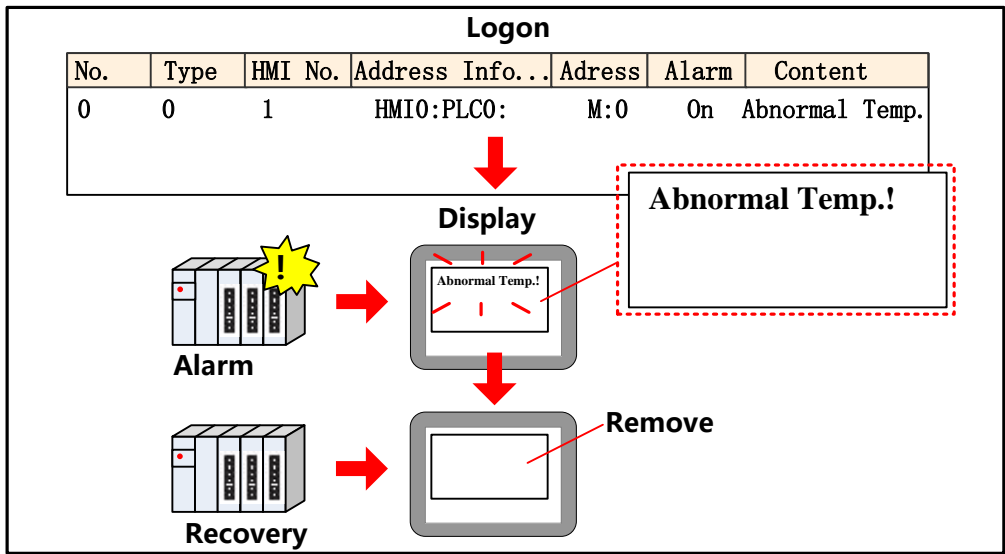 Logon
No. Type HMI No. Address Info... Adress Alarm Content
0 0 1 HMI0:PLC0: M:0 On Abnormal Temp.
Abnormal Temp.!
Display
!
Abnormal Temp.!
Alarm
Remove
Recovery